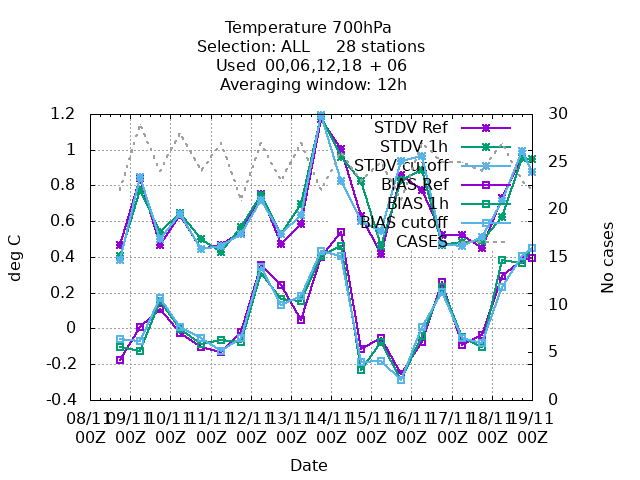 Temperature 700hPa
Selection: ALL 28 stations
Used 00,06,12,18 + 06
Averaging window: 12h
1.2
1
0.8
0.6
0.4
0.2
0
-0.2
-0.4
deg C
30
25
20
15
10
5
0
No cases
STDV Ref
STDV 1h
STDV cutoff
BIAS Ref
BIAS 1h
BIAS cutoff
CASES
08/11 09/11 10/11 11/11 12/11 13/11 14/11 15/11 16/11 17/11 18/11 19/11
00Z 00Z 00Z 00Z 00Z 00Z 00Z 00Z 00Z 00Z 00Z 00Z
Date